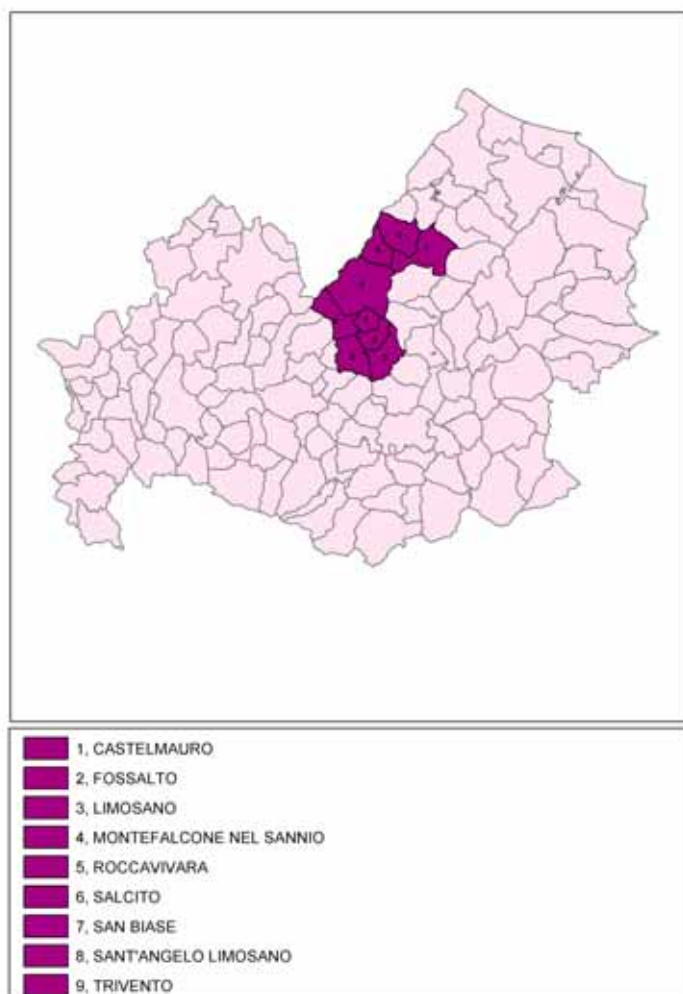 1, CASTELMAURO
2, FOSSALTO
3, LIMOSANO
4, MONTEFALCONE NEL SANNIO
5, ROCCAVIVARA
6, SALCITO
7, SAN BIASE
8, SANT'ANGELO LIMOSANO
9, TRIVENTO